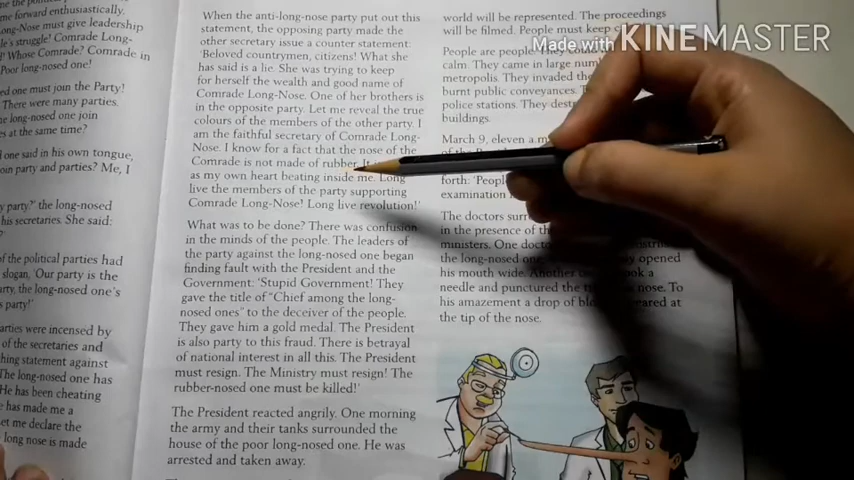 e forward enthusiastically.
Long-Nose must give leadership
's struggle! Comrade Long-Nose!
! Whose Comrade? Comrade in
Poor long-nosed one!
ed one must join the Party!
There were many parties.
long-nosed one join
es at the same time?
d one said in his own tongue,
oin party and parties? Me, I
y party?' the long-nosed
his secretaries. She said:
of the political parties had
slogan, 'Our party is the
rty, the long-nosed one's
s party!'
arties were incensed by
of the secretaries and
hing statement against
The long-nosed one has
He has been cheating
has made me a
et me declare the
long nose is made
When the anti-long-nose party put out this
statement, the opposing party made the
other secretary issue a counter statement:
'Beloved countrymen, citizens! What she
has said is a lie. She was trying to keep
for herself the wealth and good name of
Comrade Long-Nose. One of her brothers is
in the opposite party. Let me reveal the true
colours of the members of the other party. I
am the faithful secretary of Comrade Long-
Nose. I know for a fact that the nose of the
Comrade is not made of rubber. It is
as my own heart beating inside me. Long
live the members of the party supporting
Comrade Long-Nose! Long live revolution!'
What was to be done? There was confusion
in the minds of the people. The leaders of
the party against the long-nosed one began
finding fault with the President and the
Government: 'Stupid Government! They
gave the title of "Chief among the long-
nosed ones" to the deceiver of the people.
They gave him a gold medal. The President
is also party to this fraud. There is betrayal
of national interest in all this. The President
must resign. The Ministry must resign! The
rubber-nosed one must be killed!'
The President reacted angrily. One morning
the army and their tanks surrounded the
house of the poor long-nosed one. He was
arrested and taken away.
world will be represented. The proceedings
will be filmed. People must keep
People are people.
calm. They came in large
metropolis. They invaded the
burnt public conveyances.
police stations. They
buildings.
March 9, eleven a.m.
forth: 'People
examination
The doctors
in the presence of
ministers. One doctor
the long-nosed one. opened
his mouth wide. Another took a
needle and punctured the tip of his nose. To
his amazement a drop of blood appeared at
the tip of the nose.
Made with KINEMASTER